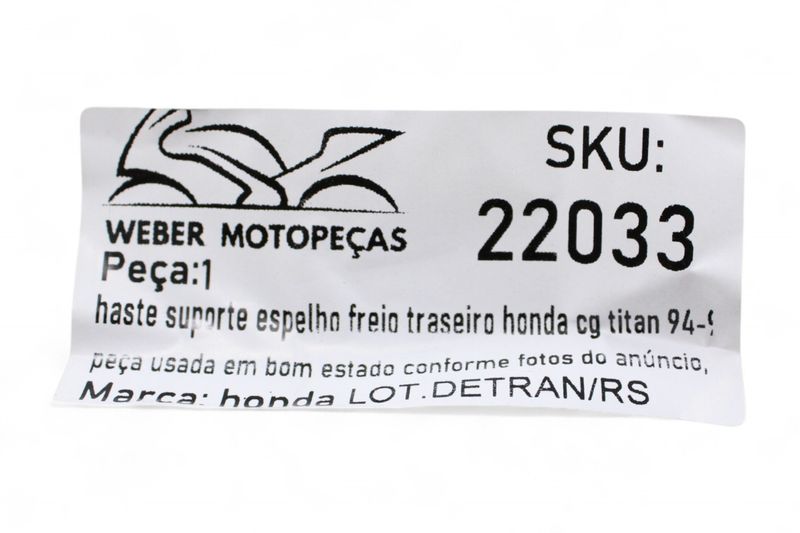 SKU:
22033
WEBER MOTOPEÇAS
Peça:1
haste suporte espelho freio traseiro honda cg titan 94-9
peça usada em bom estado conforme fotos do anúncio,
Marca: honda LOT.DETRAN/RS